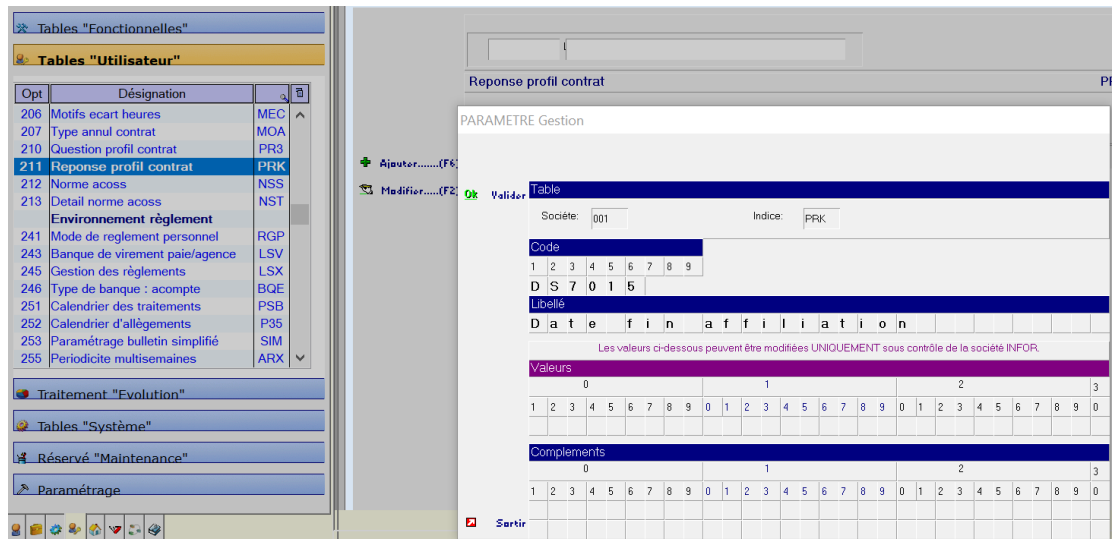 Tables "Fonctionnelles"
Tables "Utilisateur"
Opt Désignation
206 Motifs ecart heures MEC
207 Type annul contrat MOA
210 Question profil contrat PR3
211 Reponse profil contrat PRK
212 Norme acoss NSS
213 Detail norme acoss NST
Environnement règlement
241 Mode de reglement personnel RGP
243 Banque de virement paie/agence LSV
245 Gestion des règlements LSX
246 Type de banque : acompte BQE
251 Calendrier des traitements PSB
252 Calendrier d'allègements P35
253 Paramétrage bulletin simplifié SIM
255 Periodicite multisemaines ARX
Traitement "Evolution"
Tables "Système"
Réservé "Maintenance"
Paramétrage
Reponse profil contrat
Ajouter.......(F6)
Modifier.....(F2)
PARAMETRE Gestion
Ok Valider
Table
Sociéte: 001 Indice: PRK
Code
1 2 3 4 5 6 7 8 9
D S 7 0 1 5
Libellé
D a t e f i n a f f i l i a t i o n
Les valeurs ci-dessous peuvent être modifiées UNIQUEMENT sous contrôle de la société INFOR.
Valeurs
0 1 2 3
1 2 3 4 5 6 7 8 9 0 1 2 3 4 5 6 7 8 9 0 1 2 3 4 5 6 7 8 9 0
Complements
0 1 2 3
1 2 3 4 5 6 7 8 9 0 1 2 3 4 5 6 7 8 9 0 1 2 3 4 5 6 7 8 9 0
Sortir